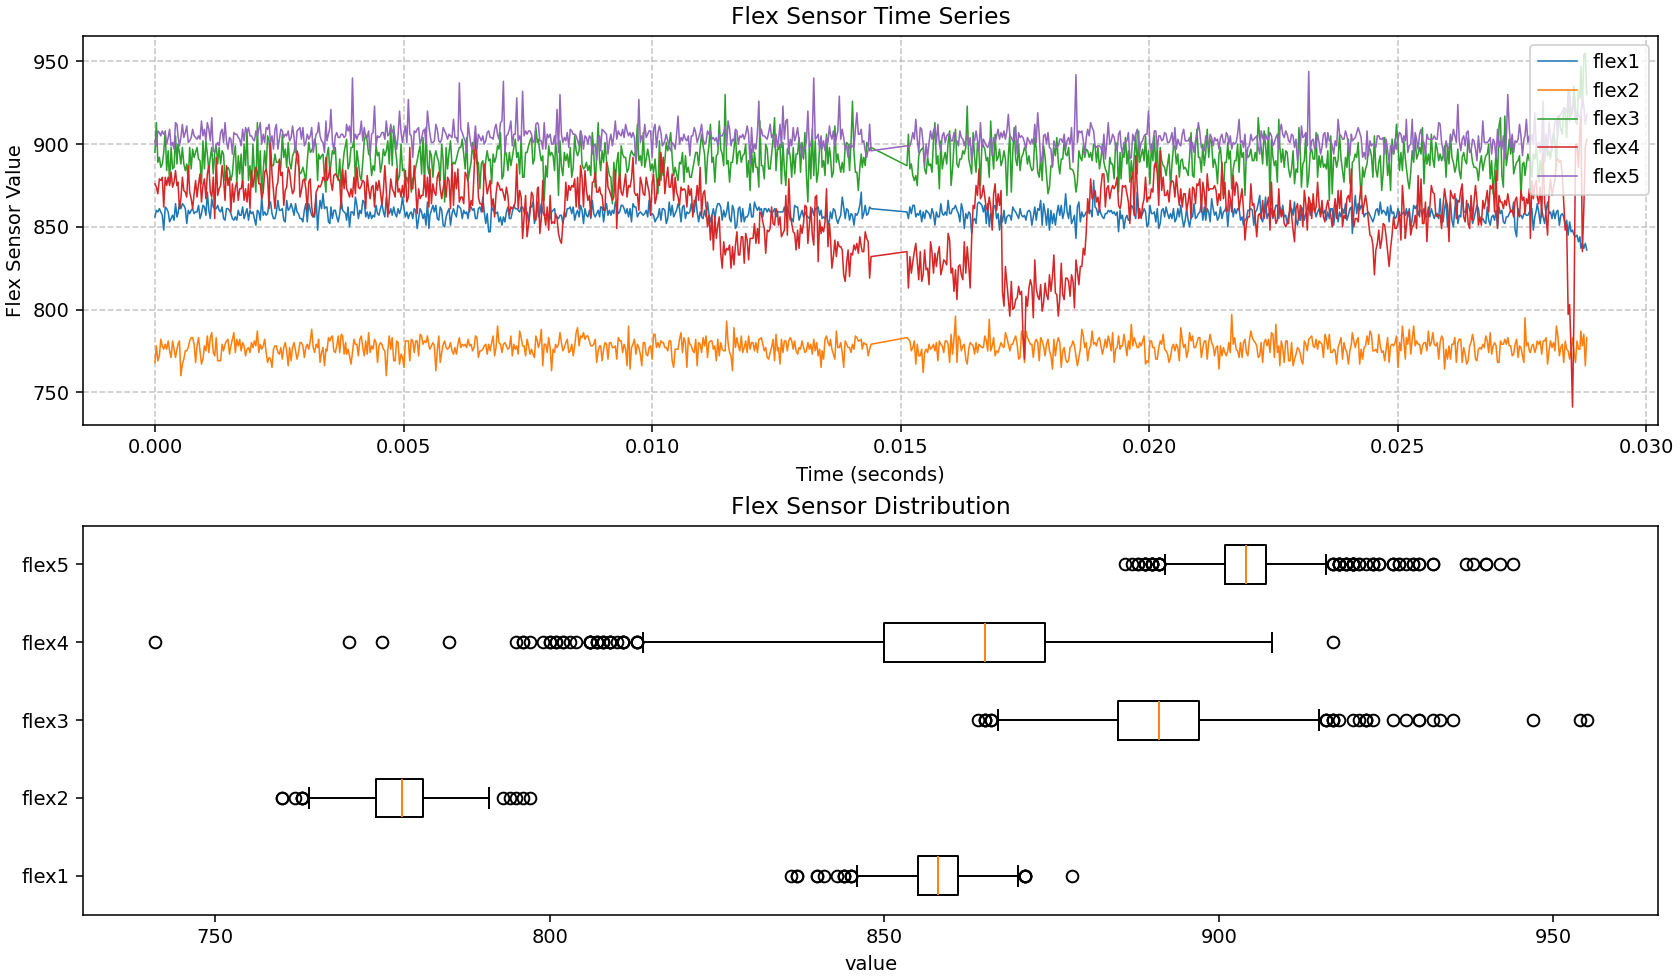 Flex Sensor Time Series
Flex Sensor Value
950
900
850
800
750
flex1
flex2
flex3
flex4
flex5
0.000 0.005 0.010 0.015 0.020 0.025 0.030
Time (seconds)
Flex Sensor Distribution
flex5
flex4
flex3
flex2
flex1
750 800 850 900 950
value